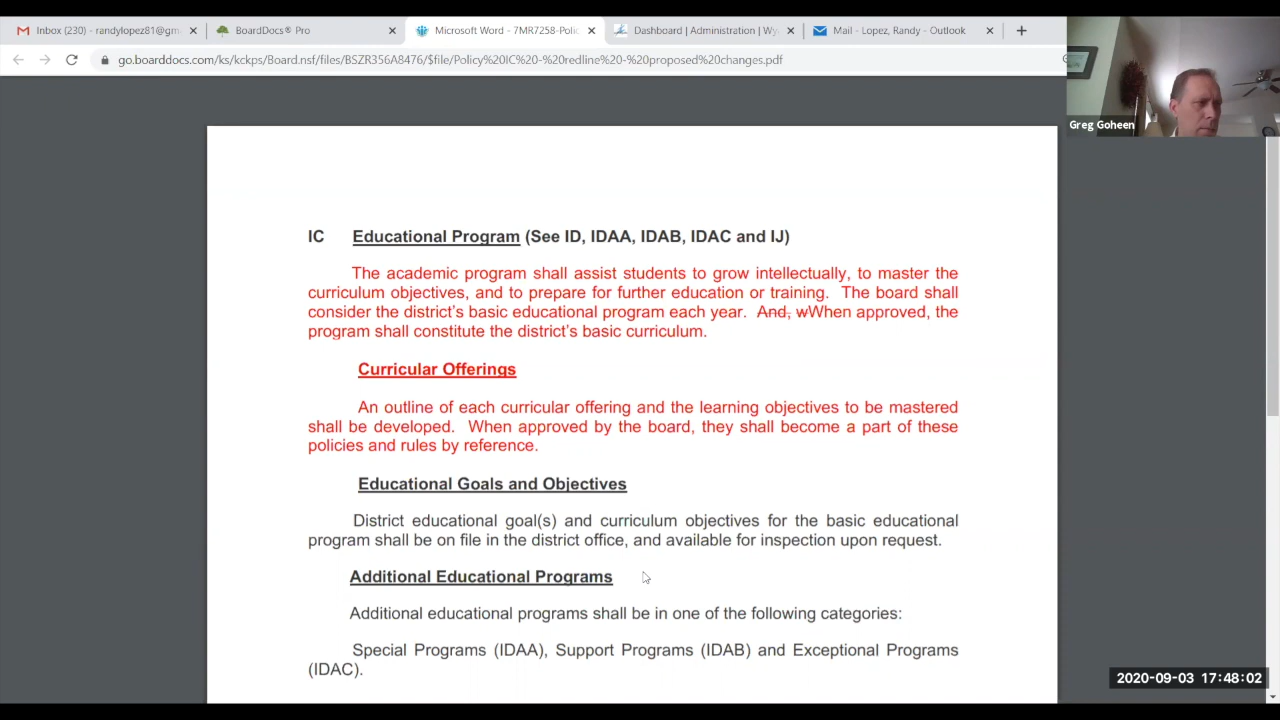 Inbox (230) - randylopez81@gm
BoardDocs® Pro
Microsoft Word - 7MR7258-Polic
Dashboard | Administration | Wy
Mail - Lopez, Randy - Outlook
go.boarddocs.com/ks/kckps/Board.nsf/files/BSZR356A8476/$file/Policy%20IC%20-%20redline%20-%20proposed%20changes.pdf
Greg Goheen
IC Educational Program (See ID, IDAA, IDAB, IDAC and IJ)
The academic program shall assist students to grow intellectually, to master the
curriculum objectives, and to prepare for further education or training. The board shall
consider the district's basic educational program each year. And, wWhen approved, the
program shall constitute the district's basic curriculum.
Curricular Offerings
An outline of each curricular offering and the learning objectives to be mastered
shall be developed. When approved by the board, they shall become a part of these
policies and rules by reference.
Educational Goals and Objectives
District educational goal(s) and curriculum objectives for the basic educational
program shall be on file in the district office, and available for inspection upon request.
Additional Educational Programs
Additional educational programs shall be in one of the following categories:
Special Programs (IDAA), Support Programs (IDAB) and Exceptional Programs
(IDAC).
2020-09-03 17:48:02